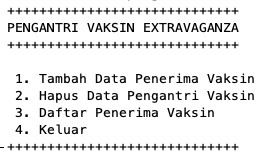 ++++++++++++++++++++++++++++
PENGANTRI VAKSIN EXTRAVAGANZA
++++++++++++++++++++++++++++
1. Tambah Data Penerima Vaksin
2. Hapus Data Pengantri Vaksin
3. Daftar Penerima Vaksin
4. Keluar
++++++++++++++++++++++++++++